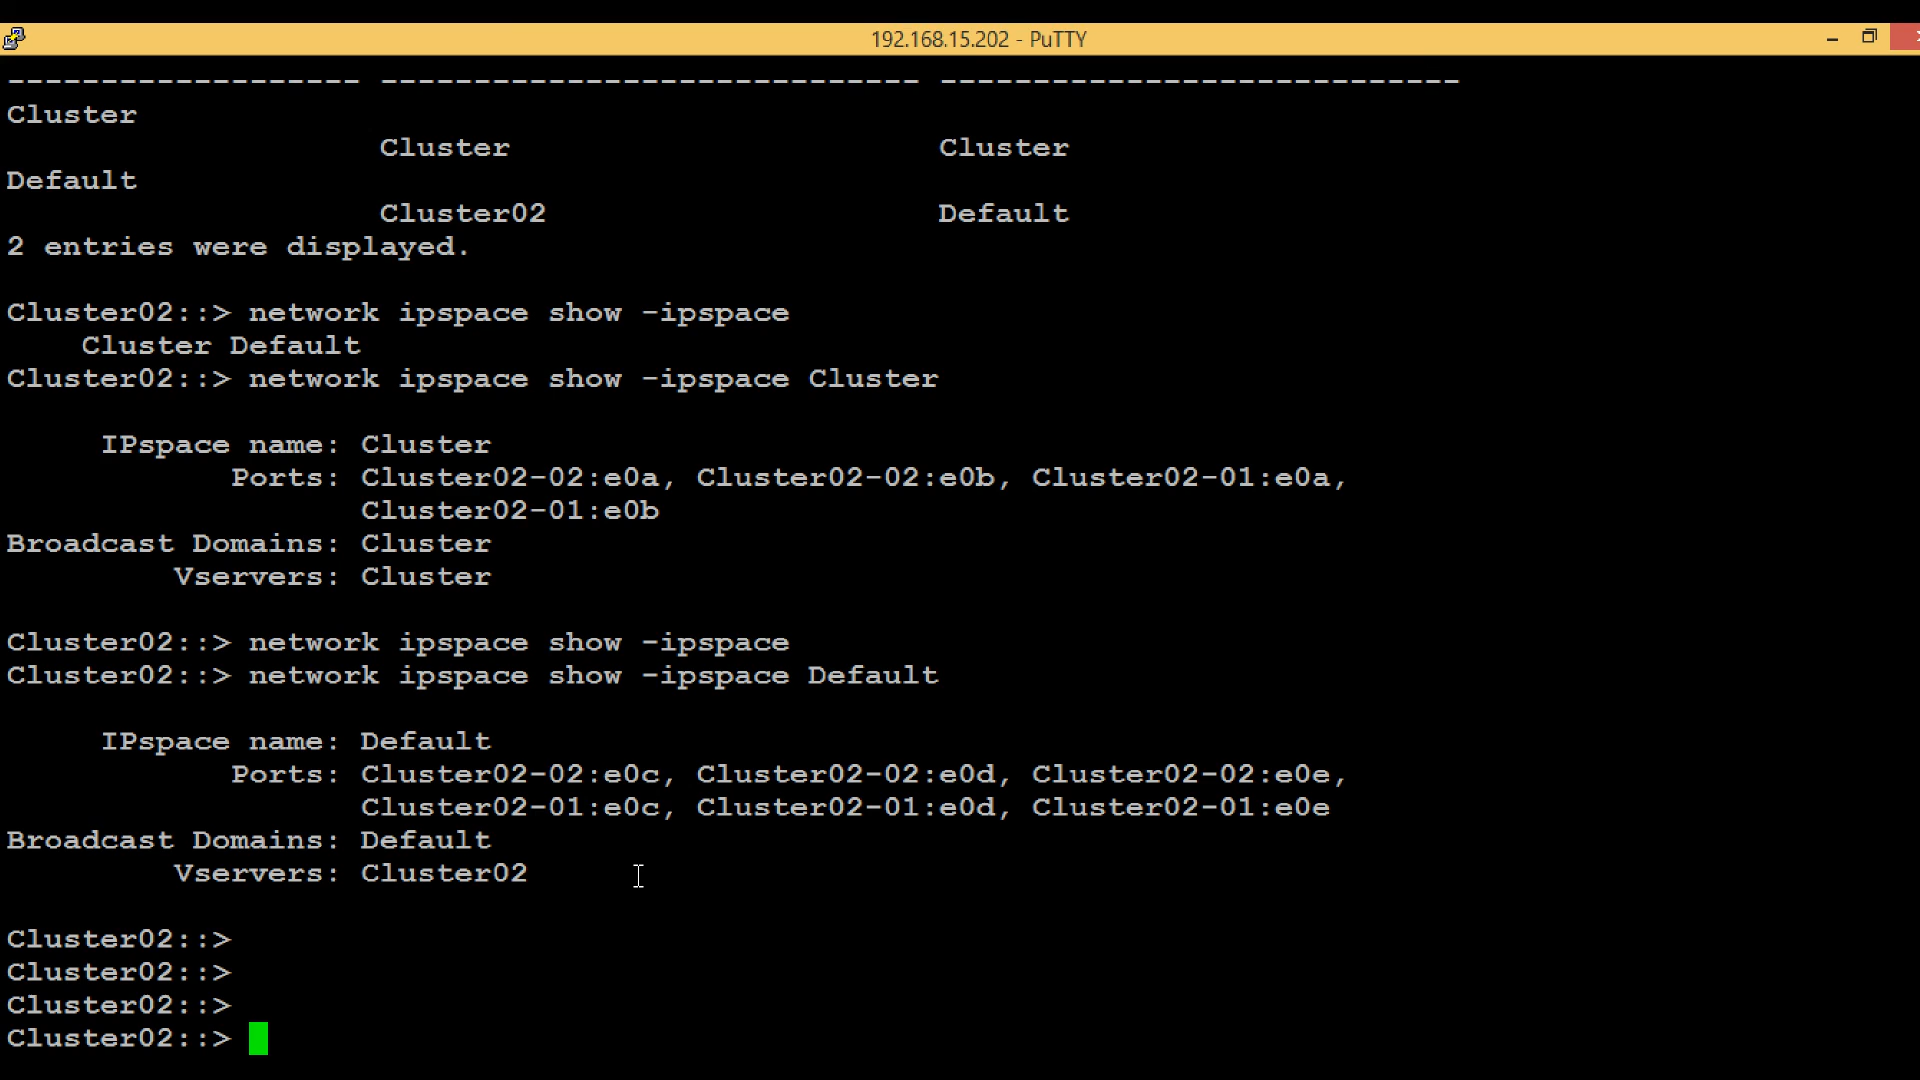 192.168.15.202 - PuTTY
------------------- ----------------------------- ----------------------------
Cluster
                    Cluster                       Cluster
Default
                    Cluster02                     Default
2 entries were displayed.

Cluster02::> network ipspace show -ipspace
    Cluster Default
Cluster02::> network ipspace show -ipspace Cluster

     IPspace name: Cluster
            Ports: Cluster02-02:e0a, Cluster02-02:e0b, Cluster02-01:e0a,
                   Cluster02-01:e0b
Broadcast Domains: Cluster
         Vservers: Cluster

Cluster02::> network ipspace show -ipspace
Cluster02::> network ipspace show -ipspace Default

     IPspace name: Default
            Ports: Cluster02-02:e0c, Cluster02-02:e0d, Cluster02-02:e0e,
                   Cluster02-01:e0c, Cluster02-01:e0d, Cluster02-01:e0e
Broadcast Domains: Default
         Vservers: Cluster02

Cluster02::>
Cluster02::>
Cluster02::>
Cluster02::>